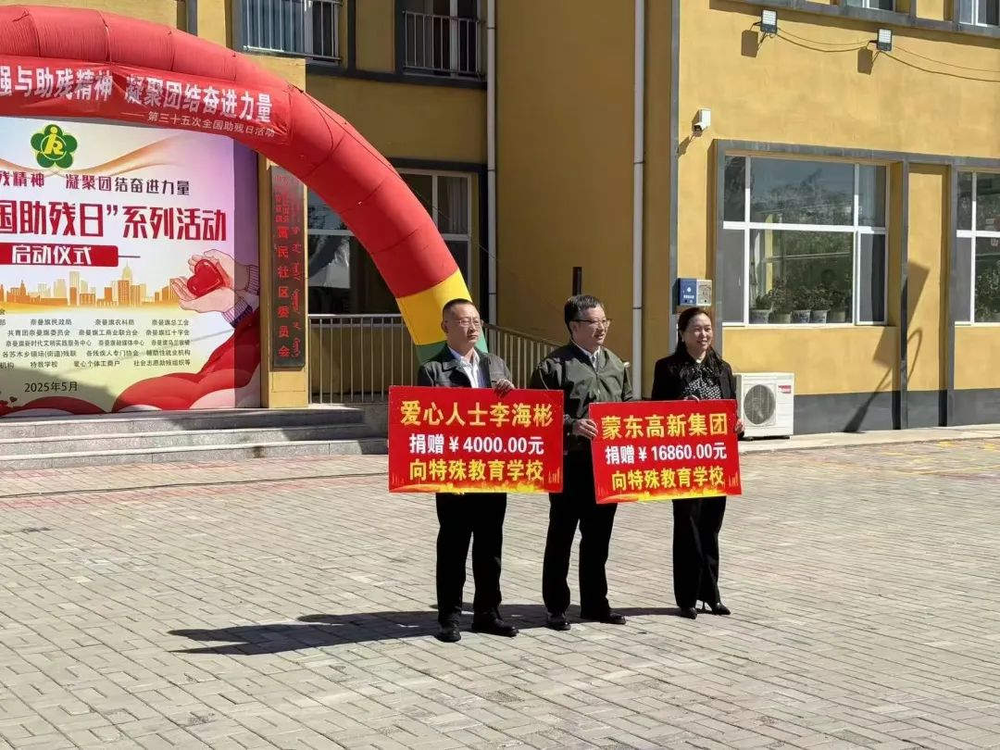 强与助残精神 凝聚团结奋进力量
第三十五次全国助残日活动
残精神 凝聚团结奋进力量
国助残日”系列活动
启动仪式
奈曼旗民政局 奈曼旗农科局 奈曼旗总工会
共青团奈曼旗委员会 奈曼旗工商业联合会 奈曼旗红十字会
奈曼旗新时代文明实践服务中心 奈曼旗融媒体中心 奈曼旗乌兰牧骑
各苏木乡镇场(街道)残联 各残疾人专门协会 辅助性就业机构
机构 特教学校 爱心个体工商户 社会志愿助残组织等
2025年5月
富民社区委员会
爱心人士李海彬
捐赠￥4000.00元
向特殊教育学校
蒙东高新集团
捐赠￥16860.00元
向特殊教育学校